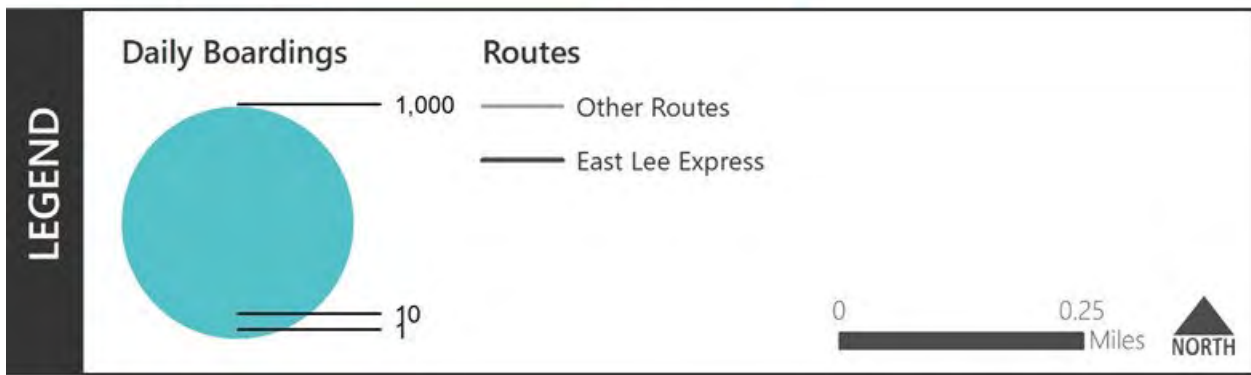 LEGEND
Daily Boardings
1,000
10
1
Routes
Other Routes
East Lee Express
0 0.25
Miles
NORTH